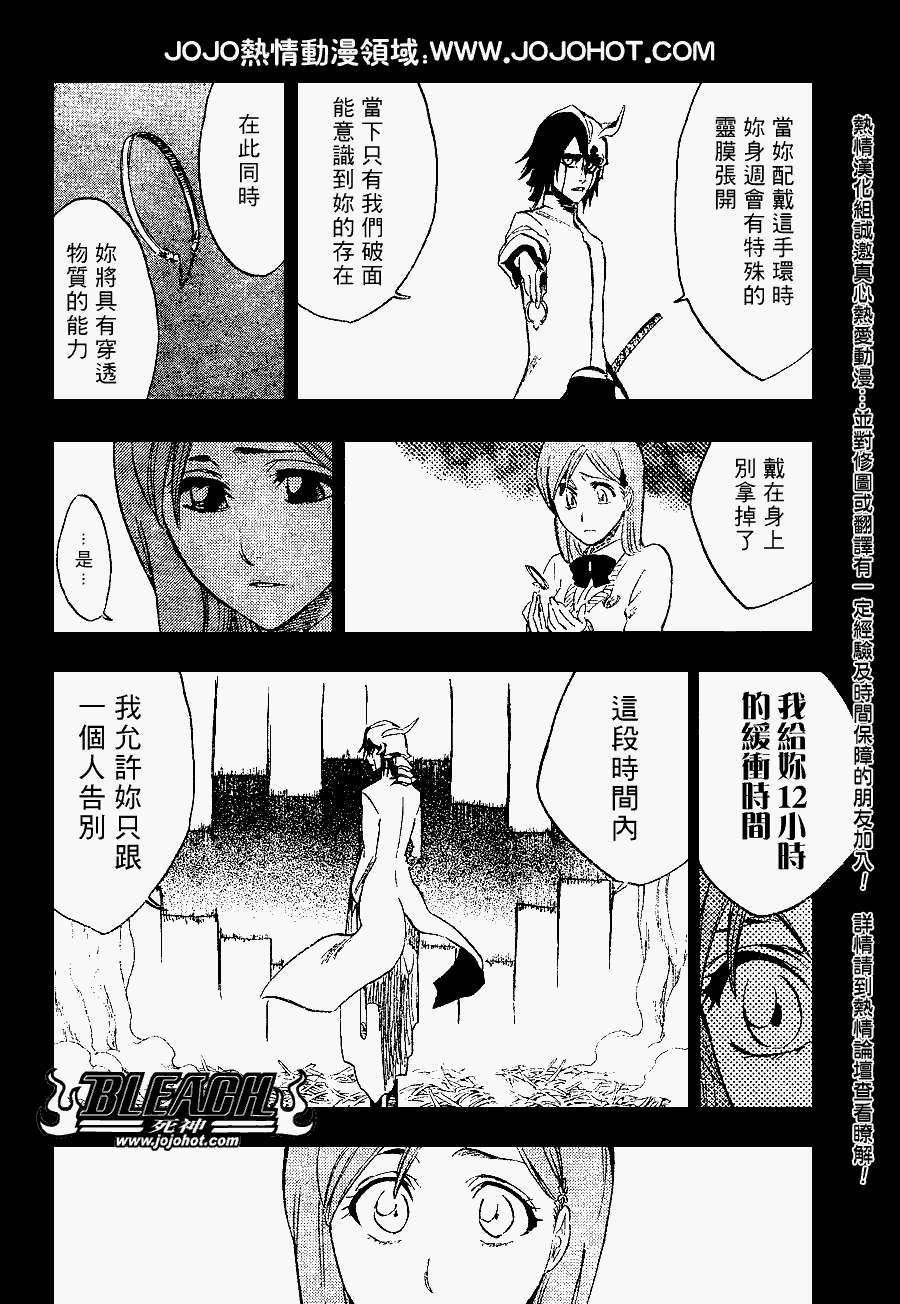 JOJO熱情動漫領域:WWW.JOJOHOT.COM
當妳配戴這手環時
妳身週會有特殊的
靈膜張開
當下只有我們破面
能意識到妳的存在
在此同時
妳將具有穿透
物質的能力
戴在身上
別拿掉了
…是…
我給妳12小時
的緩衝時間
這段時間內
我允許妳只跟
一個人告別
BLEACH
死神
www.jojohot.com
熱情漢化組誠邀真心熱愛動漫…並對修圖或翻譯有一定經驗及時間保障的朋友加入! 詳情請到熱情論壇查看瞭解!